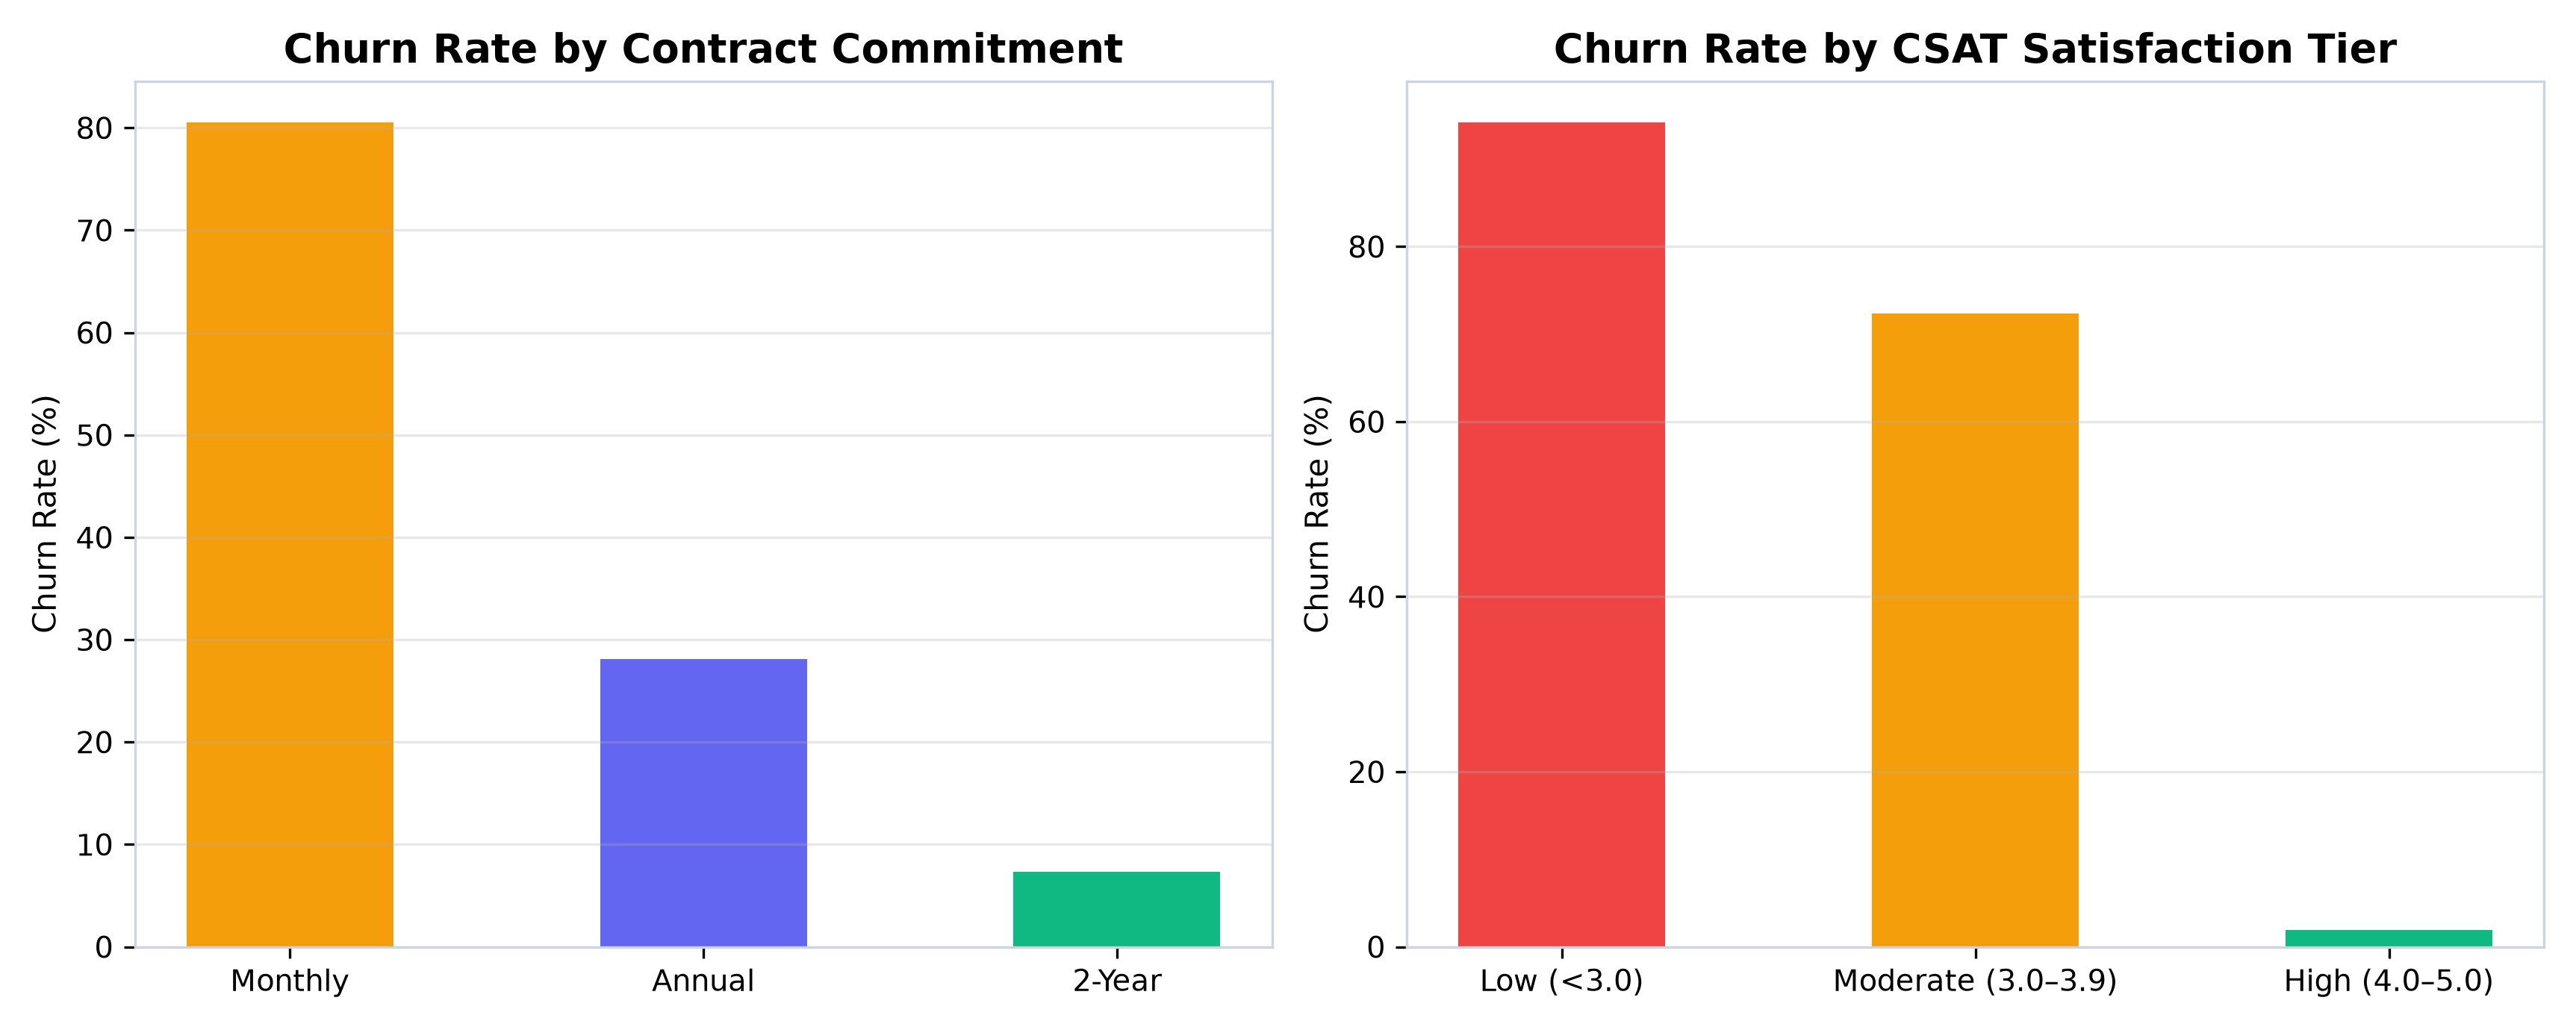 Churn Rate by Contract Commitment
Churn Rate (%)
80
70
60
50
40
30
20
10
0
Monthly Annual 2-Year
Churn Rate by CSAT Satisfaction Tier
Churn Rate (%)
80
60
40
20
0
Low (<3.0) Moderate (3.0–3.9) High (4.0–5.0)